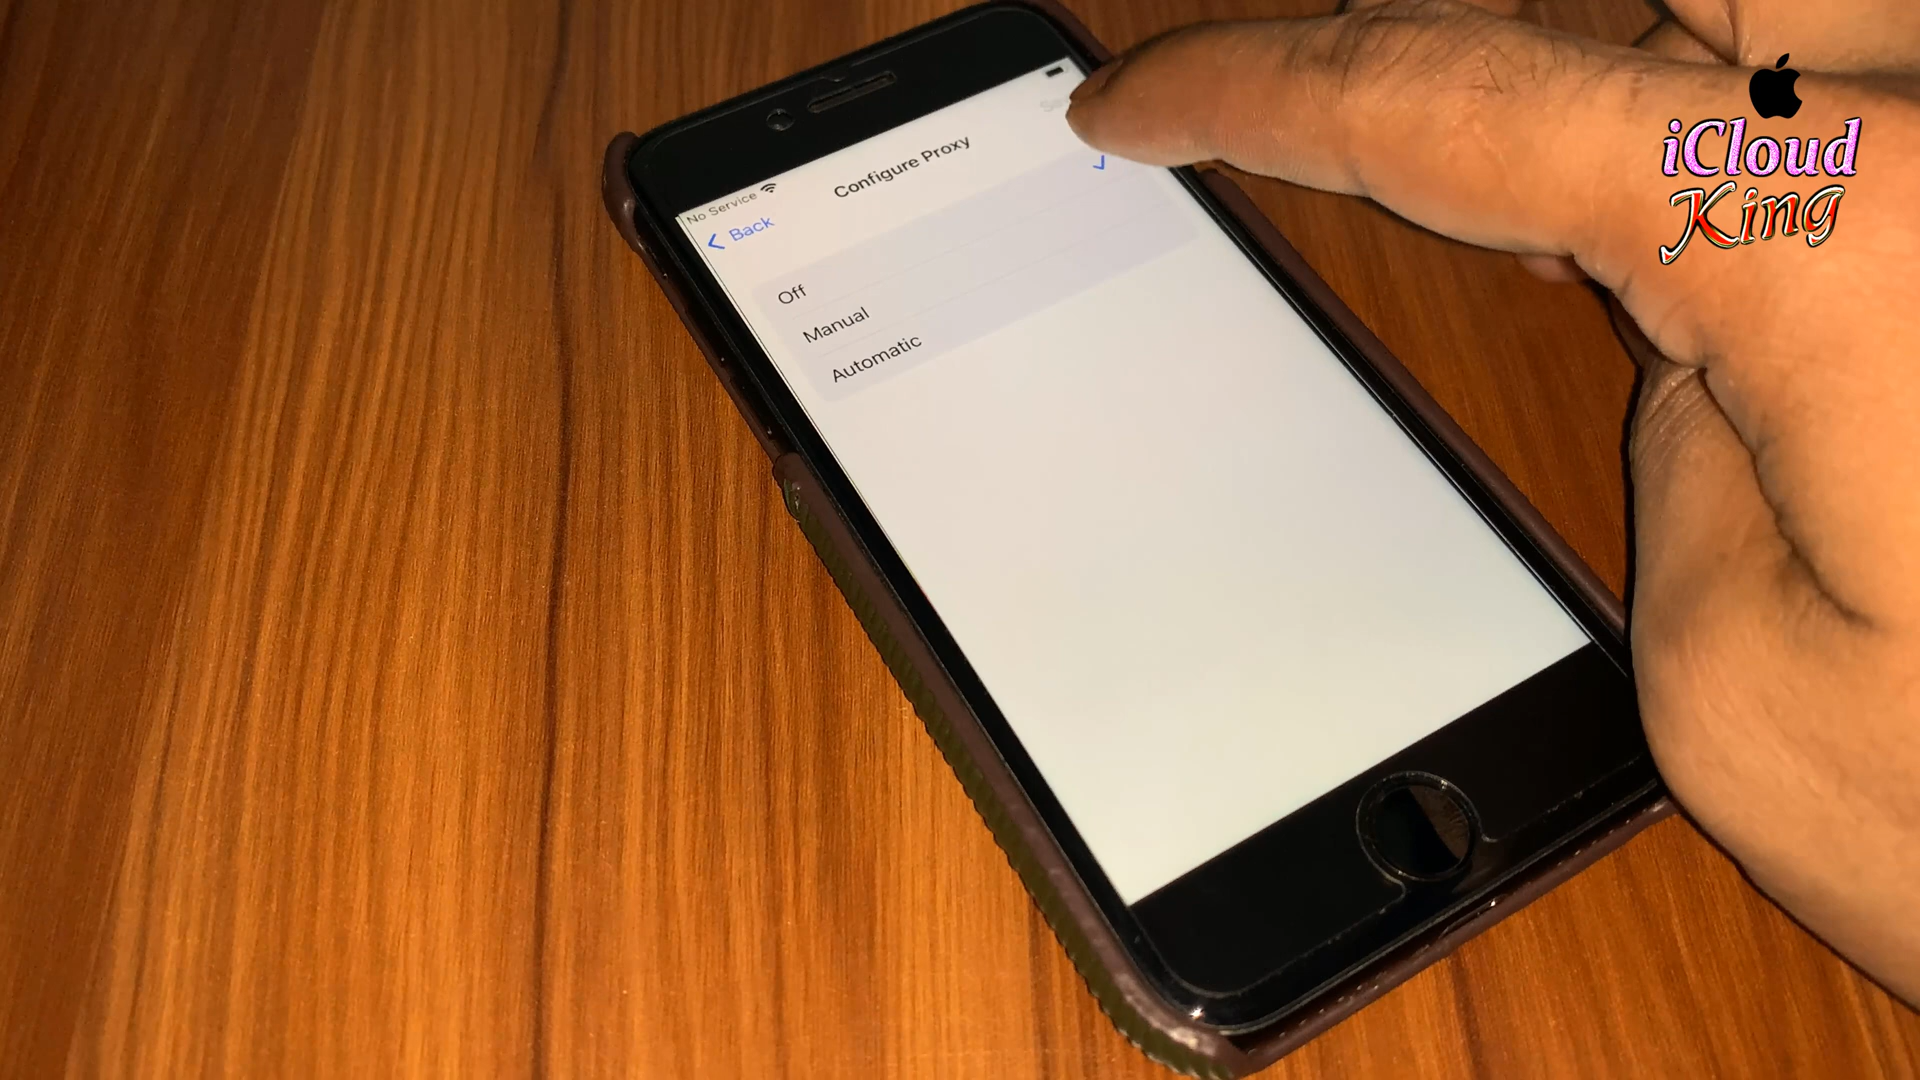 No Service
Configure Proxy
Back
Off
Manual
Automatic
iCloud
King